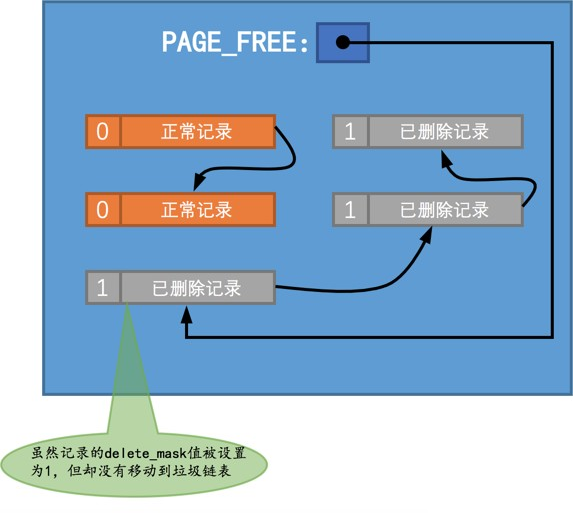 PAGE_FREE:
0 正常记录
1 已删除记录
0 正常记录
1 已删除记录
1 已删除记录
虽然记录的delete_mask值被设置
为1，但却没有移动到垃圾链表